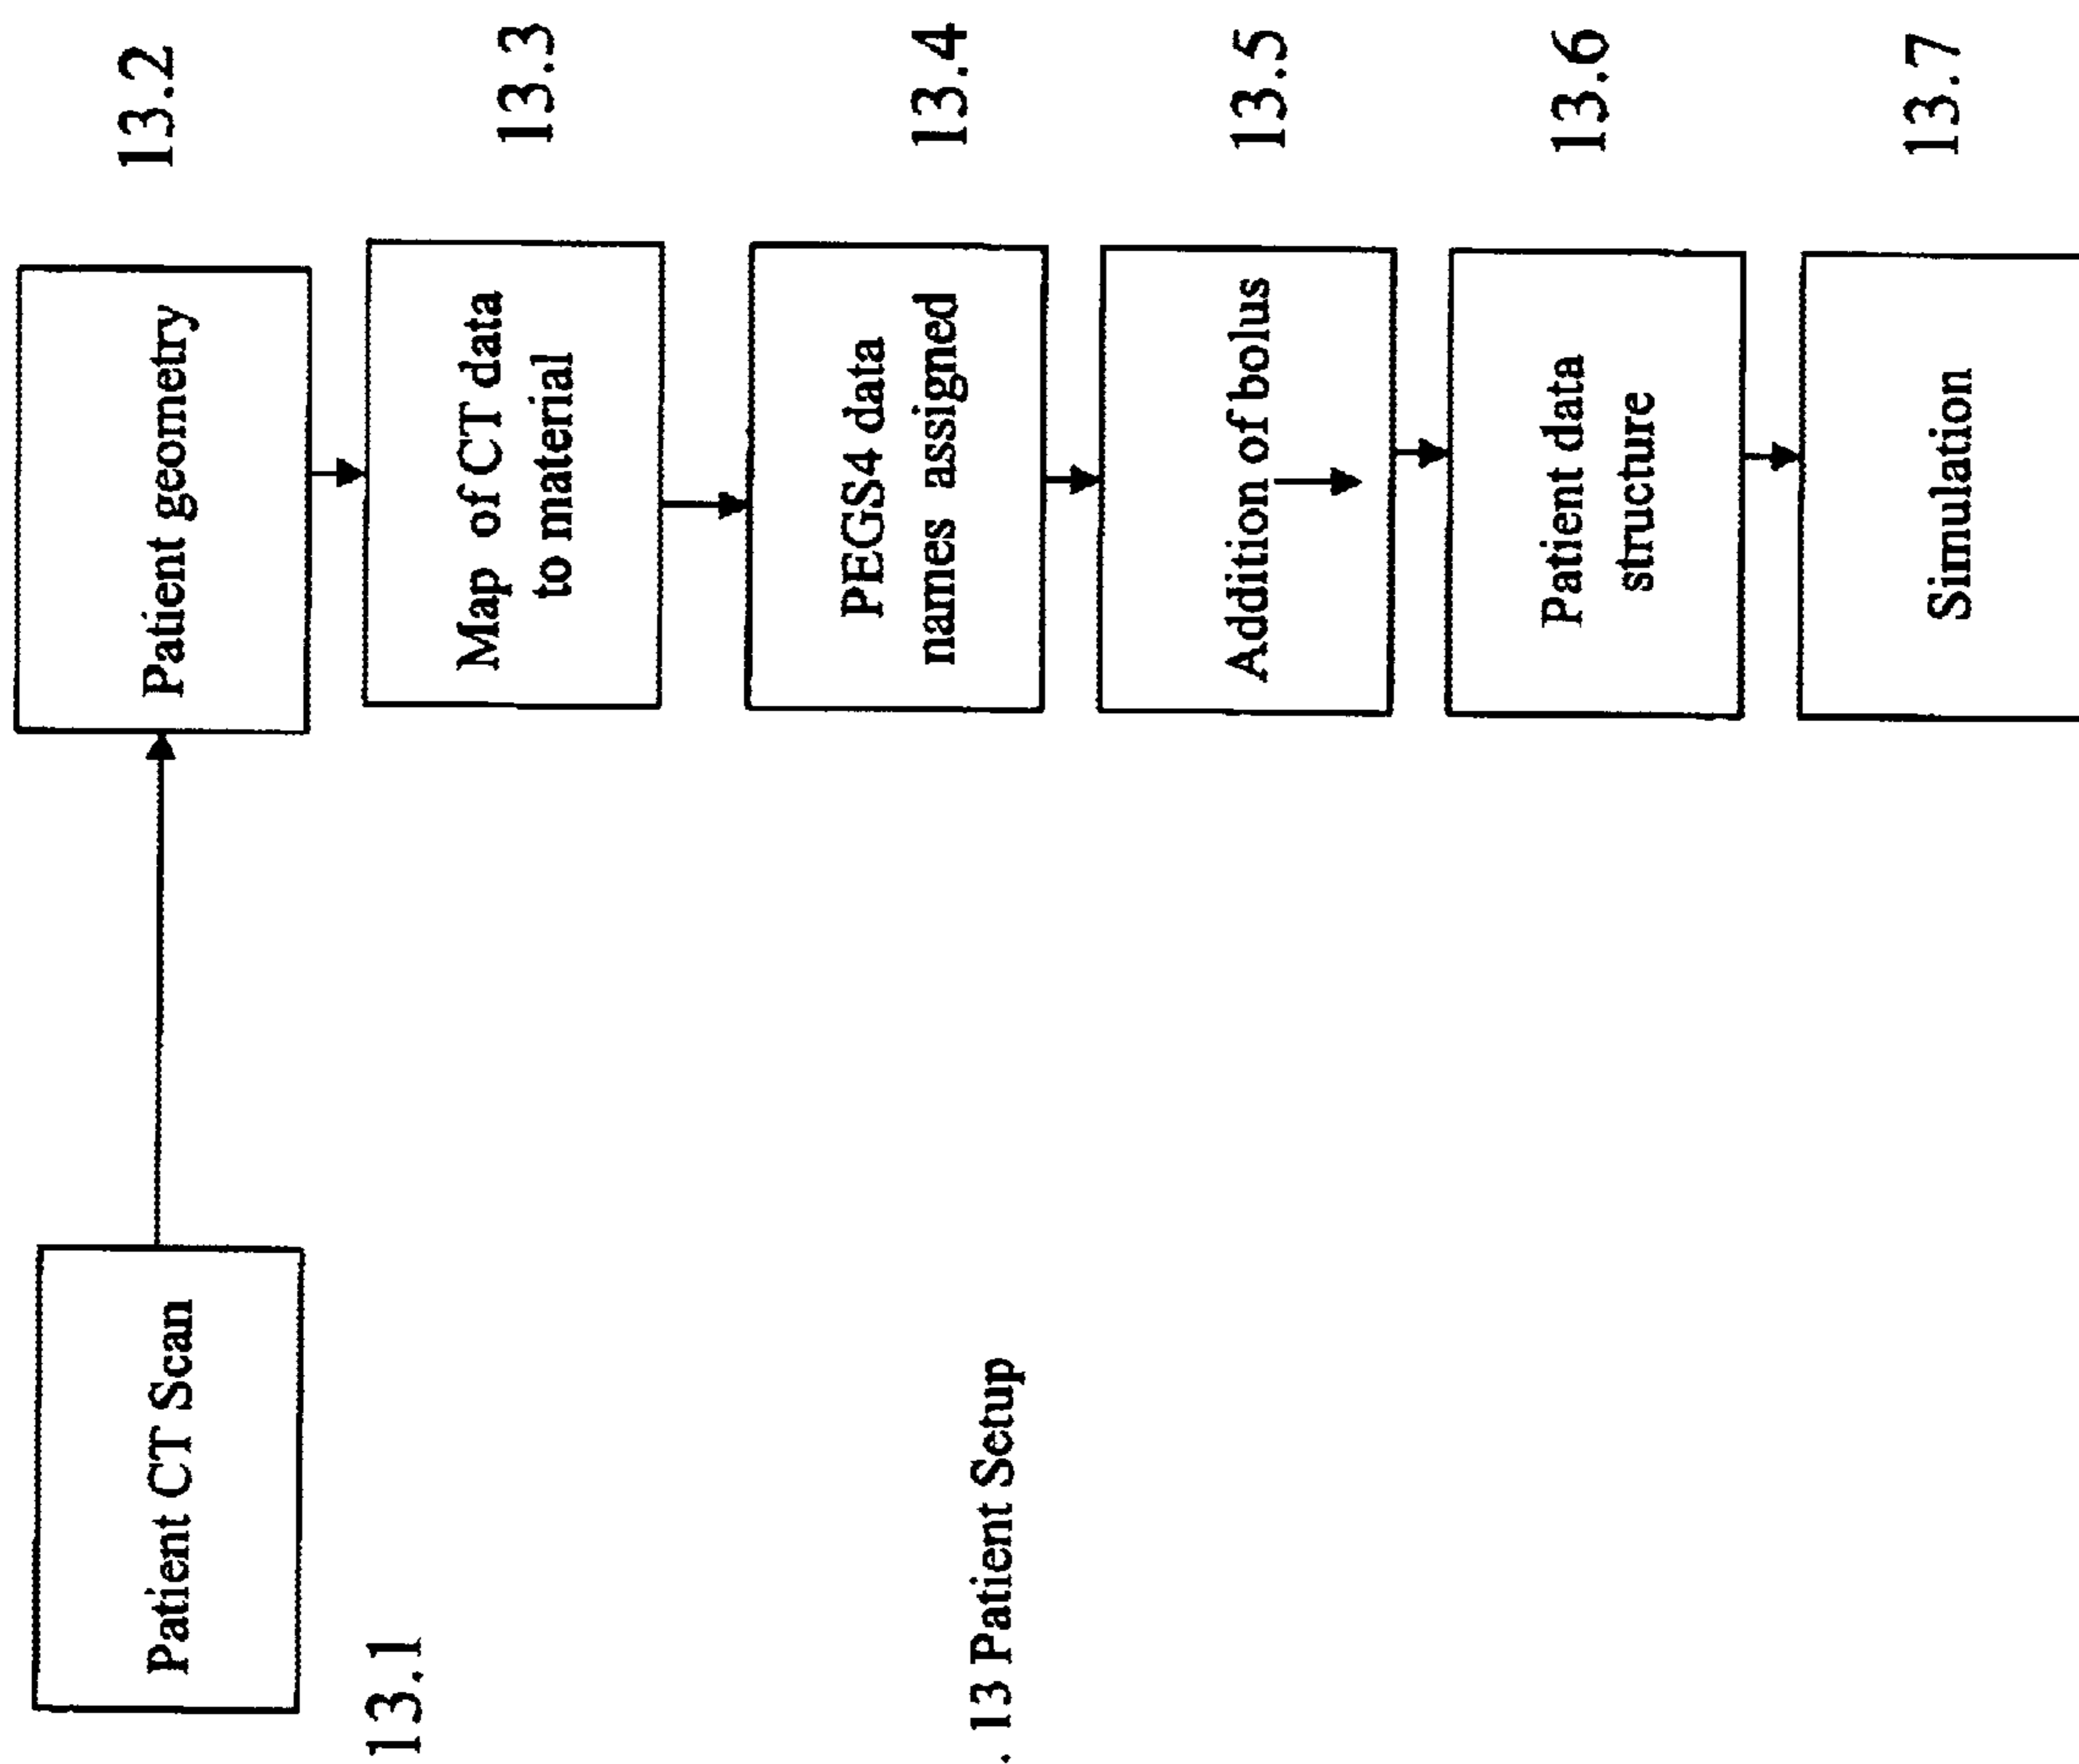 Patient CT Scan
13.1
Patient geometry
13.2
Map of CT data
to material
13.3
PEGS4 data
names assigned
13.4
Addition of bolus
13.5
Patient data
structure
13.6
Simulation
13.7
. 13 Patient Setup